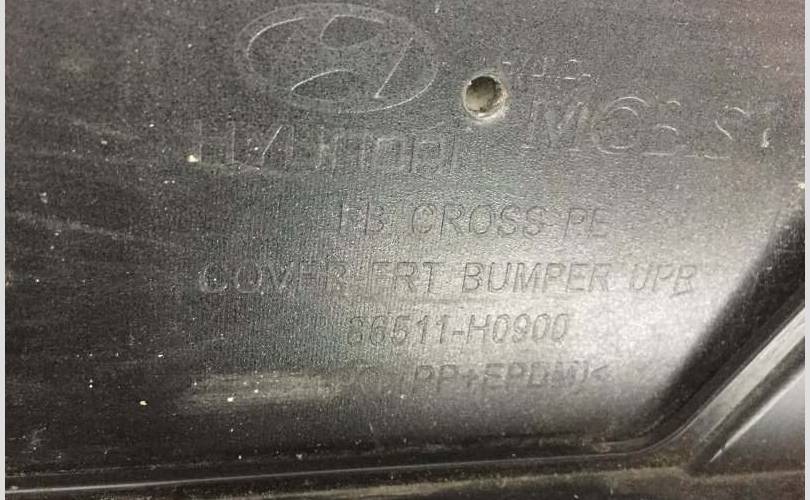 HYUNDAI
MOBIS
FB CROSS-PE
COVER-FRT BUMPER UPR
86511-H0900
(PP+EPDM)<